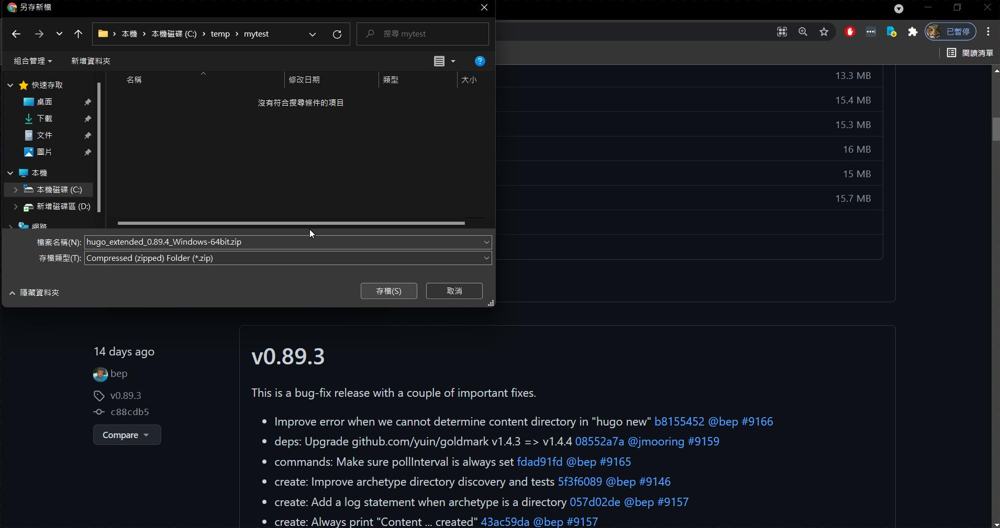 另存新檔
本機 › 本機磁碟 (C:) › temp › mytest
搜尋 mytest
已暫停
組合管理
新增資料夾
閱讀清單
名稱
修改日期
類型
大小
沒有符合搜尋條件的項目
快速存取
桌面
下載
文件
圖片
本機
本機磁碟 (C:)
新增磁碟區 (D:)
網路
檔案名稱(N): hugo_extended_0.89.4_Windows-64bit.zip
存檔類型(T): Compressed (zipped) Folder (*.zip)
隱藏資料夾
存檔(S)
取消
13.3 MB
15.4 MB
15.3 MB
16 MB
15 MB
15.7 MB
14 days ago
bep
v0.89.3
c88cdb5
Compare
v0.89.3
This is a bug-fix release with a couple of important fixes.
• Improve error when we cannot determine content directory in "hugo new" b8155452 @bep #9166
• deps: Upgrade github.com/yuin/goldmark v1.4.3 => v1.4.4 08552a7a @jmooring #9159
• commands: Make sure pollInterval is always set fdad91fd @bep #9165
• create: Improve archetype directory discovery and tests 5f3f6089 @bep #9146
• create: Add a log statement when archetype is a directory 057d02de @bep #9157
• create: Always print "Content ... created" 43ac59da @bep #9157